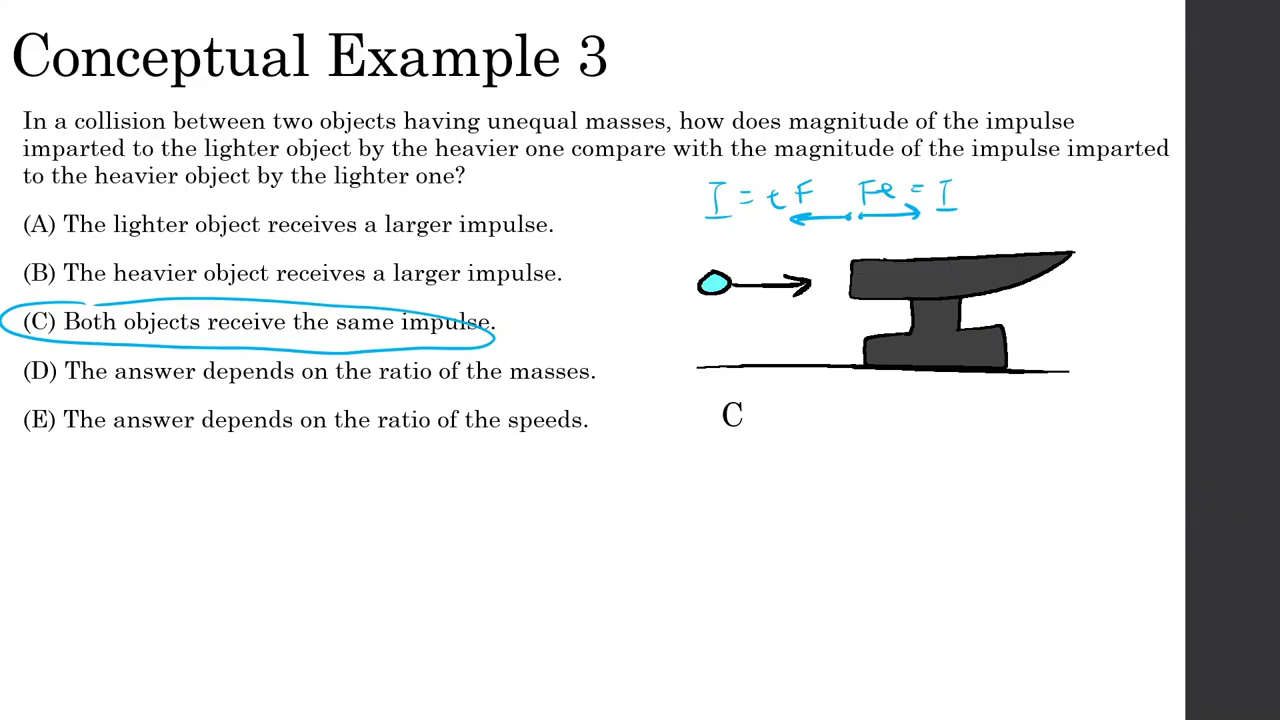 Conceptual Example 3
In a collision between two objects having unequal masses, how does magnitude of the impulse
imparted to the lighter object by the heavier one compare with the magnitude of the impulse imparted
to the heavier object by the lighter one?
I = tF Ft = I
(A) The lighter object receives a larger impulse.
(B) The heavier object receives a larger impulse.
(C) Both objects receive the same impulse.
(D) The answer depends on the ratio of the masses.
(E) The answer depends on the ratio of the speeds.
C